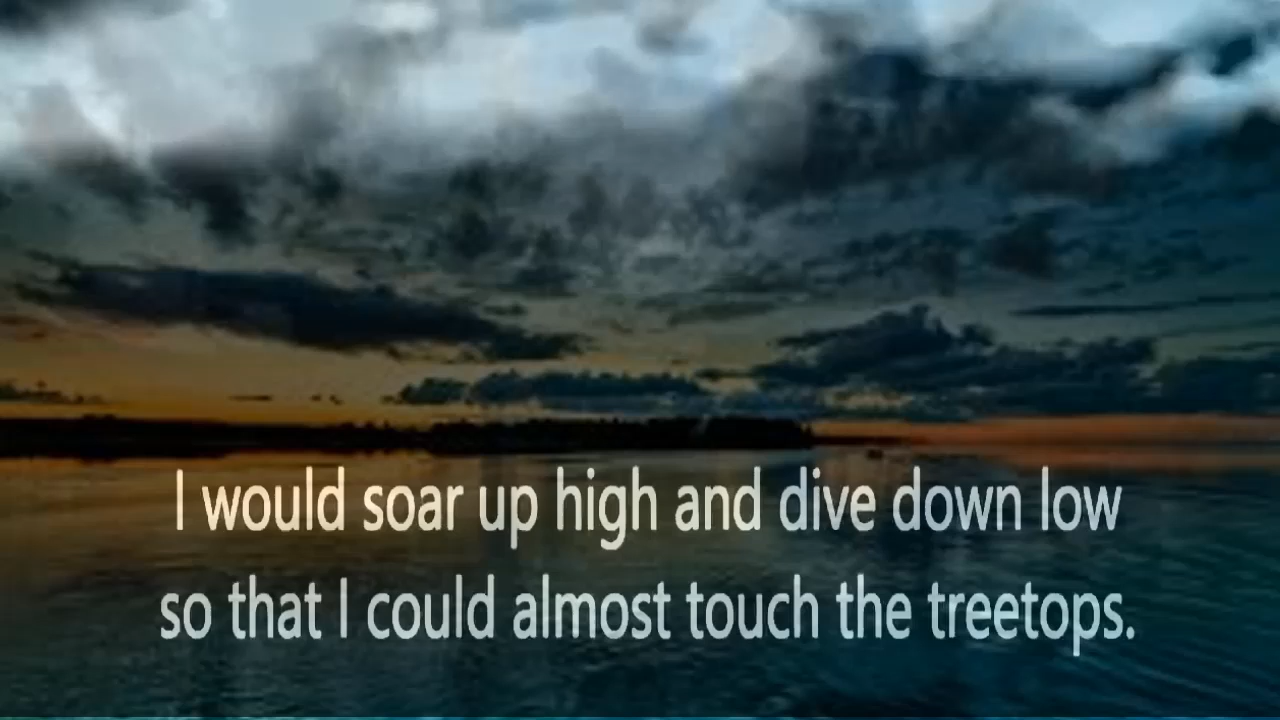 I would soar up high and dive down low
so that I could almost touch the treetops.